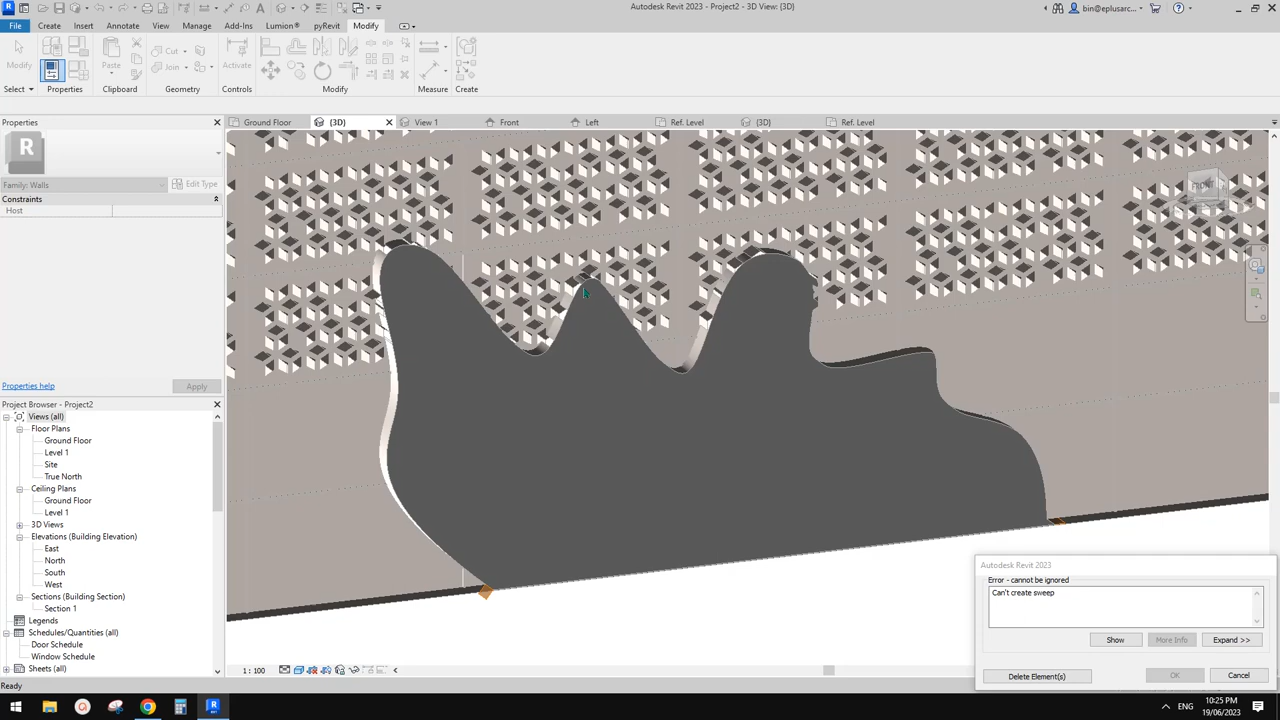 Autodesk Revit 2023 - Project2 - 3D View: {3D}
bin@eplusarc...
File Create Insert Annotate View Manage Add-Ins Lumion® pyRevit Modify
Modify Paste Cut Join Activate
Select Properties Clipboard Geometry Controls Modify Measure Create
Properties
Ground Floor {3D} View 1 Front Left Ref. Level {3D} Ref. Level
R
Family: Walls Edit Type
Constraints
Host
FRONT
Properties help Apply
Project Browser - Project2
Views (all)
Floor Plans
Ground Floor
Level 1
Site
True North
Ceiling Plans
Ground Floor
Level 1
3D Views
Elevations (Building Elevation)
East
North
South
West
Sections (Building Section)
Section 1
Legends
Schedules/Quantities (all)
Door Schedule
Window Schedule
Sheets (all)
Autodesk Revit 2023
Error - cannot be ignored
Can't create sweep
Show More Info Expand >>
Delete Element(s) OK Cancel
1 : 100
Ready
ENG 10:25 PM
19/06/2023